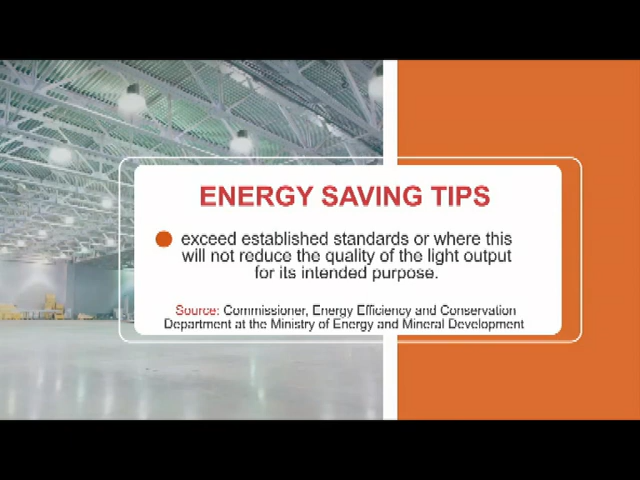 ENERGY SAVING TIPS
exceed established standards or where this
will not reduce the quality of the light output
for its intended purpose.
Source: Commissioner, Energy Efficiency and Conservation
Department at the Ministry of Energy and Mineral Development